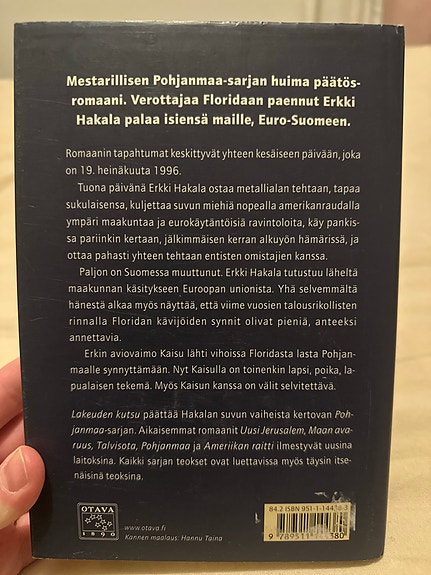 Mestarillisen Pohjanmaa-sarjan huima päätös-
romaani. Verottajaa Floridaan paennut Erkki
Hakala palaa isiensä maille, Euro-Suomeen.
Romaanin tapahtumat keskittyvät yhteen kesäiseen päivään, joka
on 19. heinäkuuta 1996.
Tuona päivänä Erkki Hakala ostaa metallialan tehtaan, tapaa
sukulaisensa, kuljettaa suvun miehiä nopealla amerikanraudalla
ympäri maakuntaa ja eurokäytäntöisiä ravintoloita, käy pankis-
sa pariinkin kertaan, jälkimmäisen kerran alkuyön hämärissä, ja
ottaa pahasti yhteen tehtaan entisten omistajien kanssa.
Paljon on Suomessa muuttunut. Erkki Hakala tutustuu läheltä
maakunnan käsitykseen Euroopan unionista. Yhä selvemmältä
hänestä alkaa myös näyttää, että viime vuosien talousrikollisten
rinnalla Floridan kävijöiden synnit olivat pieniä, anteeksi
annettavia.
Erkin aviovaimo Kaisu lähti vihoissa Floridasta lasta Pohjan-
maalle synnyttämään. Nyt Kaisulla on toinenkin lapsi, poika, la-
pualaisen tekemä. Myös Kaisun kanssa on välit selvitettävä.
Lakeuden kutsu päättää Hakalan suvun vaiheista kertovan Poh-
janmaa-sarjan. Aikaisemmat romaanit Uusi Jerusalem, Maan ava-
ruus, Talvisota, Pohjanmaa ja Ameriikan raitti ilmestyvät uusina
laitoksina. Kaikki sarjan teokset ovat luettavissa myös täysin itse-
näisinä teoksina.
OTAVA
1890
www.otava.fi
Kannen maalaus: Hannu Taina
84.2 ISBN 951-1-14
9 789511
380